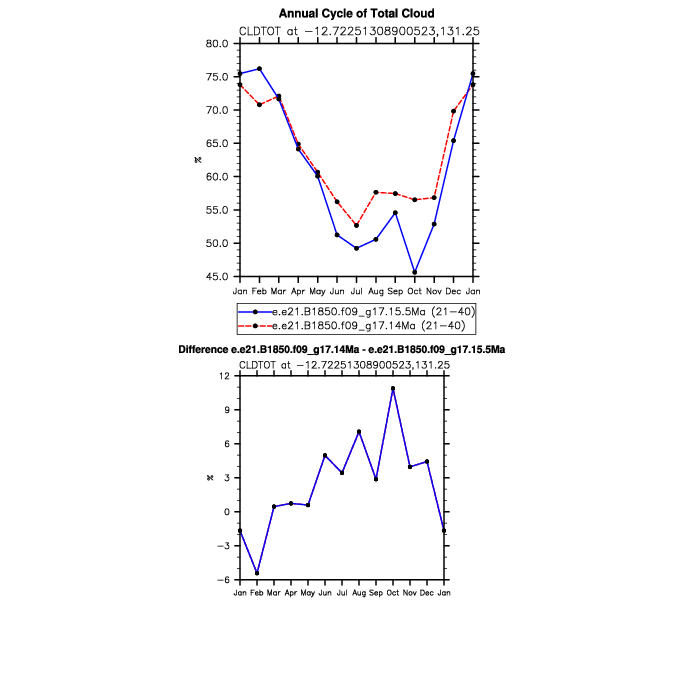 Annual Cycle of Total Cloud
CLDTOT at −12.72251308900523,131.25
80.0
75.0
70.0
65.0
60.0
55.0
50.0
45.0
%
Jan Feb Mar Apr May Jun Jul Aug Sep Oct Nov Dec Jan
e.e21.B1850.f09_g17.15.5Ma (21−40)
e.e21.B1850.f09_g17.14Ma (21−40)
Difference e.e21.B1850.f09_g17.14Ma - e.e21.B1850.f09_g17.15.5Ma
CLDTOT at −12.72251308900523,131.25
12
9
6
3
0
−3
−6
%
Jan Feb Mar Apr May Jun Jul Aug Sep Oct Nov Dec Jan